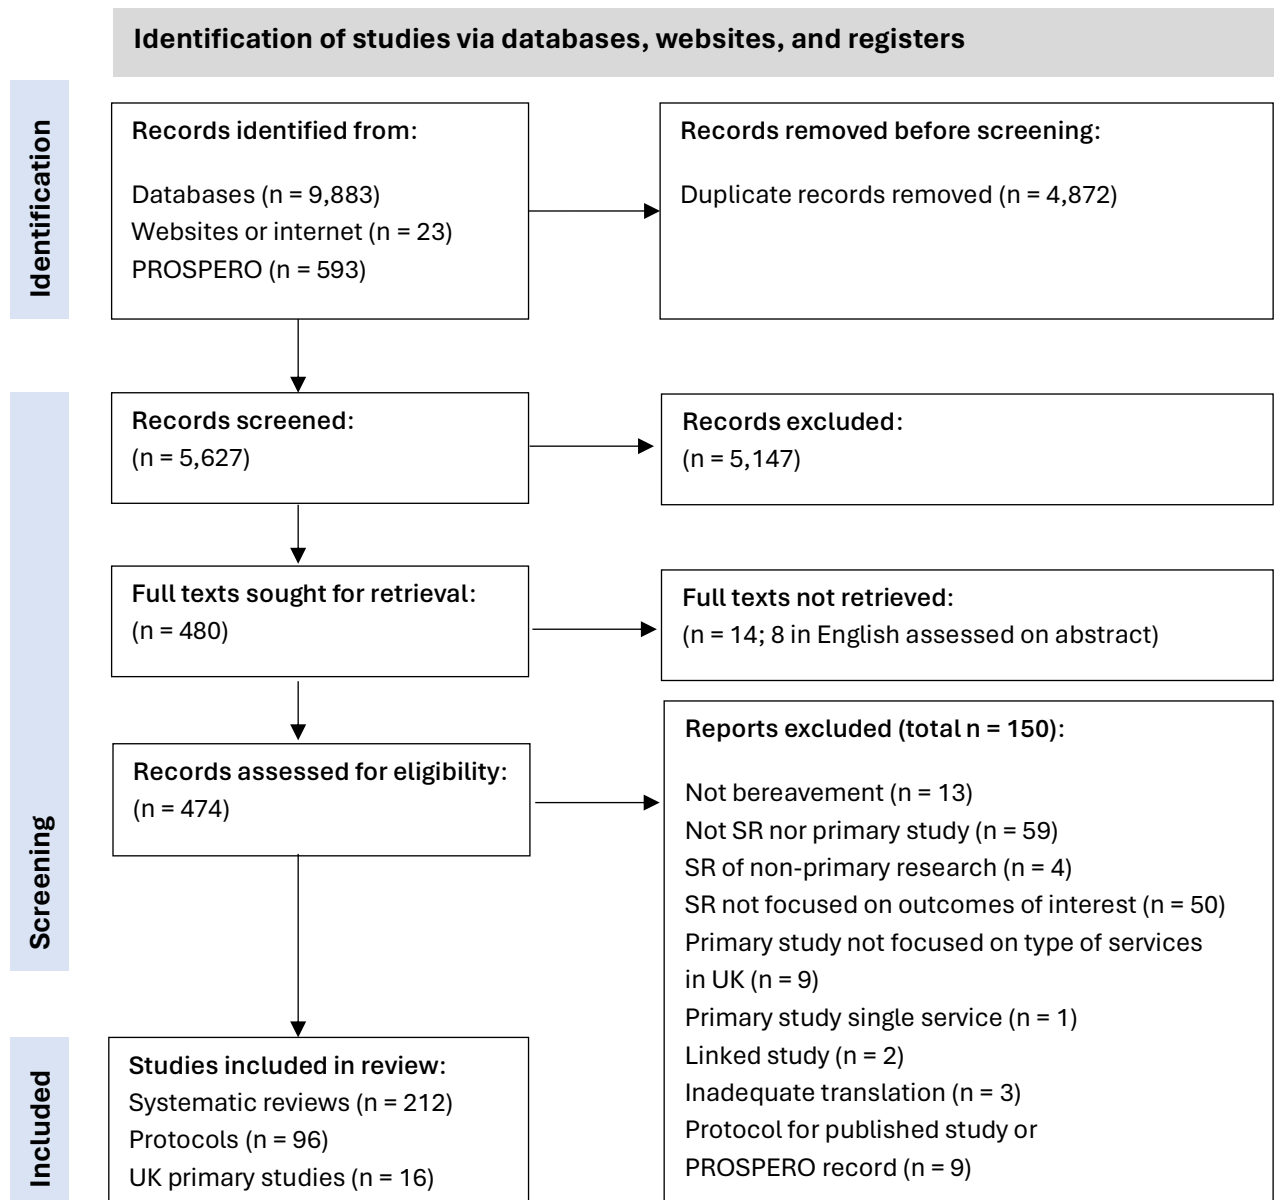 Identification of studies via databases, websites, and registers
Identification
Records identified from:
Databases (n = 9,883)
Websites or internet (n = 23)
PROSPERO (n = 593)
Records removed before screening:
Duplicate records removed (n = 4,872)
Screening
Records screened:
(n = 5,627)
Records excluded:
(n = 5,147)
Full texts sought for retrieval:
(n = 480)
Full texts not retrieved:
(n = 14; 8 in English assessed on abstract)
Records assessed for eligibility:
(n = 474)
Reports excluded (total n = 150):
Not bereavement (n = 13)
Not SR nor primary study (n = 59)
SR of non-primary research (n = 4)
SR not focused on outcomes of interest (n = 50)
Primary study not focused on type of services
in UK (n = 9)
Primary study single service (n = 1)
Linked study (n = 2)
Inadequate translation (n = 3)
Protocol for published study or
PROSPERO record (n = 9)
Included
Studies included in review:
Systematic reviews (n = 212)
Protocols (n = 96)
UK primary studies (n = 16)